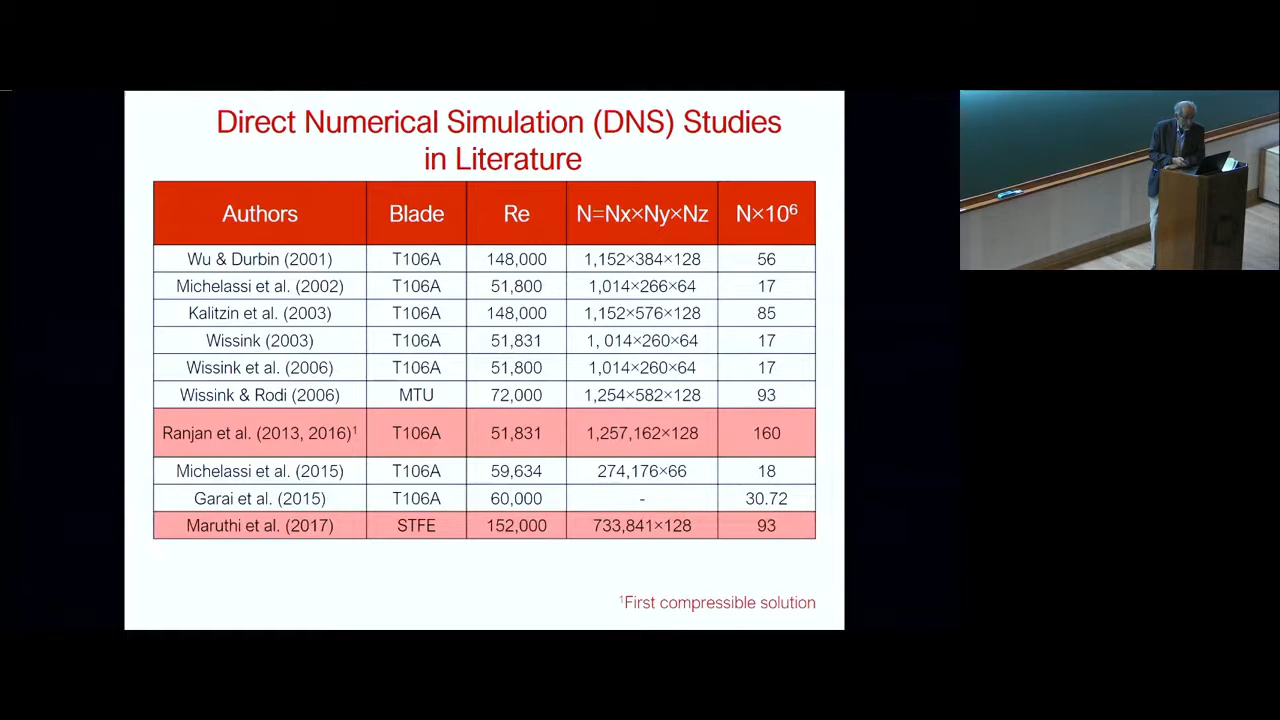 Direct Numerical Simulation (DNS) Studies
in Literature
Authors Blade Re N=Nx×Ny×Nz N×10⁶
Wu & Durbin (2001) T106A 148,000 1,152×384×128 56
Michelassi et al. (2002) T106A 51,800 1,014×266×64 17
Kalitzin et al. (2003) T106A 148,000 1,152×576×128 85
Wissink (2003) T106A 51,831 1, 014×260×64 17
Wissink et al. (2006) T106A 51,800 1,014×260×64 17
Wissink & Rodi (2006) MTU 72,000 1,254×582×128 93
Ranjan et al. (2013, 2016)¹ T106A 51,831 1,257,162×128 160
Michelassi et al. (2015) T106A 59,634 274,176×66 18
Garai et al. (2015) T106A 60,000 - 30.72
Maruthi et al. (2017) STFE 152,000 733,841×128 93
¹First compressible solution